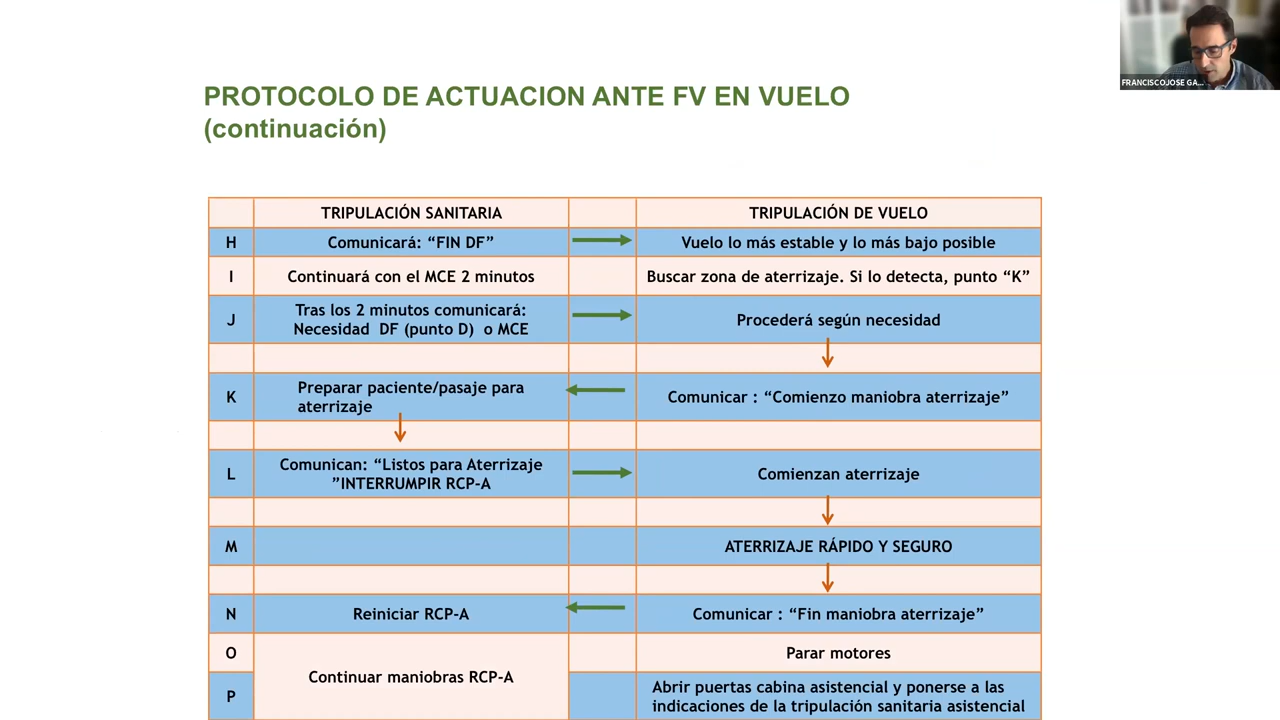 FRANCISCOJOSE GA...
PROTOCOLO DE ACTUACION ANTE FV EN VUELO
(continuación)
TRIPULACIÓN SANITARIA
TRIPULACIÓN DE VUELO
H
Comunicará: “FIN DF”
Vuelo lo más estable y lo más bajo posible
I
Continuará con el MCE 2 minutos
Buscar zona de aterrizaje. Si lo detecta, punto “K”
J
Tras los 2 minutos comunicará:
Necesidad DF (punto D) o MCE
Procederá según necesidad
K
Preparar paciente/pasaje para
aterrizaje
Comunicar : “Comienzo maniobra aterrizaje”
L
Comunican: “Listos para Aterrizaje
”INTERRUMPIR RCP-A
Comienzan aterrizaje
M
ATERRIZAJE RÁPIDO Y SEGURO
N
Reiniciar RCP-A
Comunicar : “Fin maniobra aterrizaje”
O
Continuar maniobras RCP-A
Parar motores
P
Abrir puertas cabina asistencial y ponerse a las
indicaciones de la tripulación sanitaria asistencial